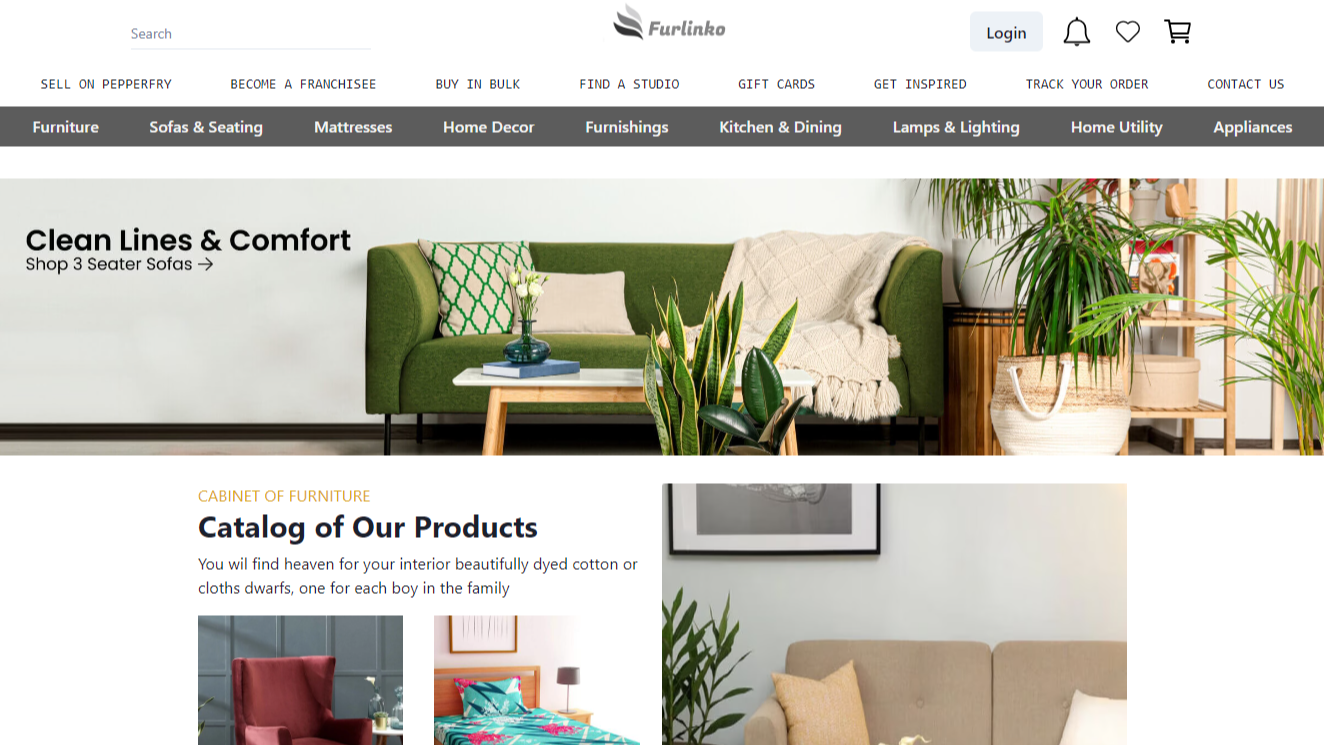 Search
Furlinko
Login
SELL ON PEPPERFRY BECOME A FRANCHISEE BUY IN BULK FIND A STUDIO GIFT CARDS GET INSPIRED TRACK YOUR ORDER CONTACT US
Furniture Sofas & Seating Mattresses Home Decor Furnishings Kitchen & Dining Lamps & Lighting Home Utility Appliances
Clean Lines & Comfort
Shop 3 Seater Sofas →
CABINET OF FURNITURE
Catalog of Our Products
You wil find heaven for your interior beautifully dyed cotton or
cloths dwarfs, one for each boy in the family